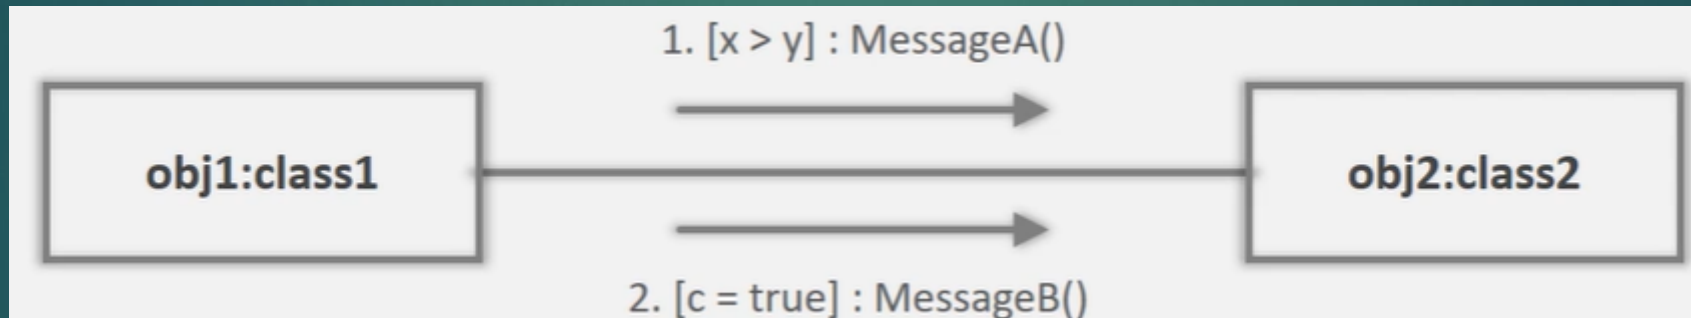 1. [x > y] : MessageA()
obj1:class1
obj2:class2
2. [c = true] : MessageB()